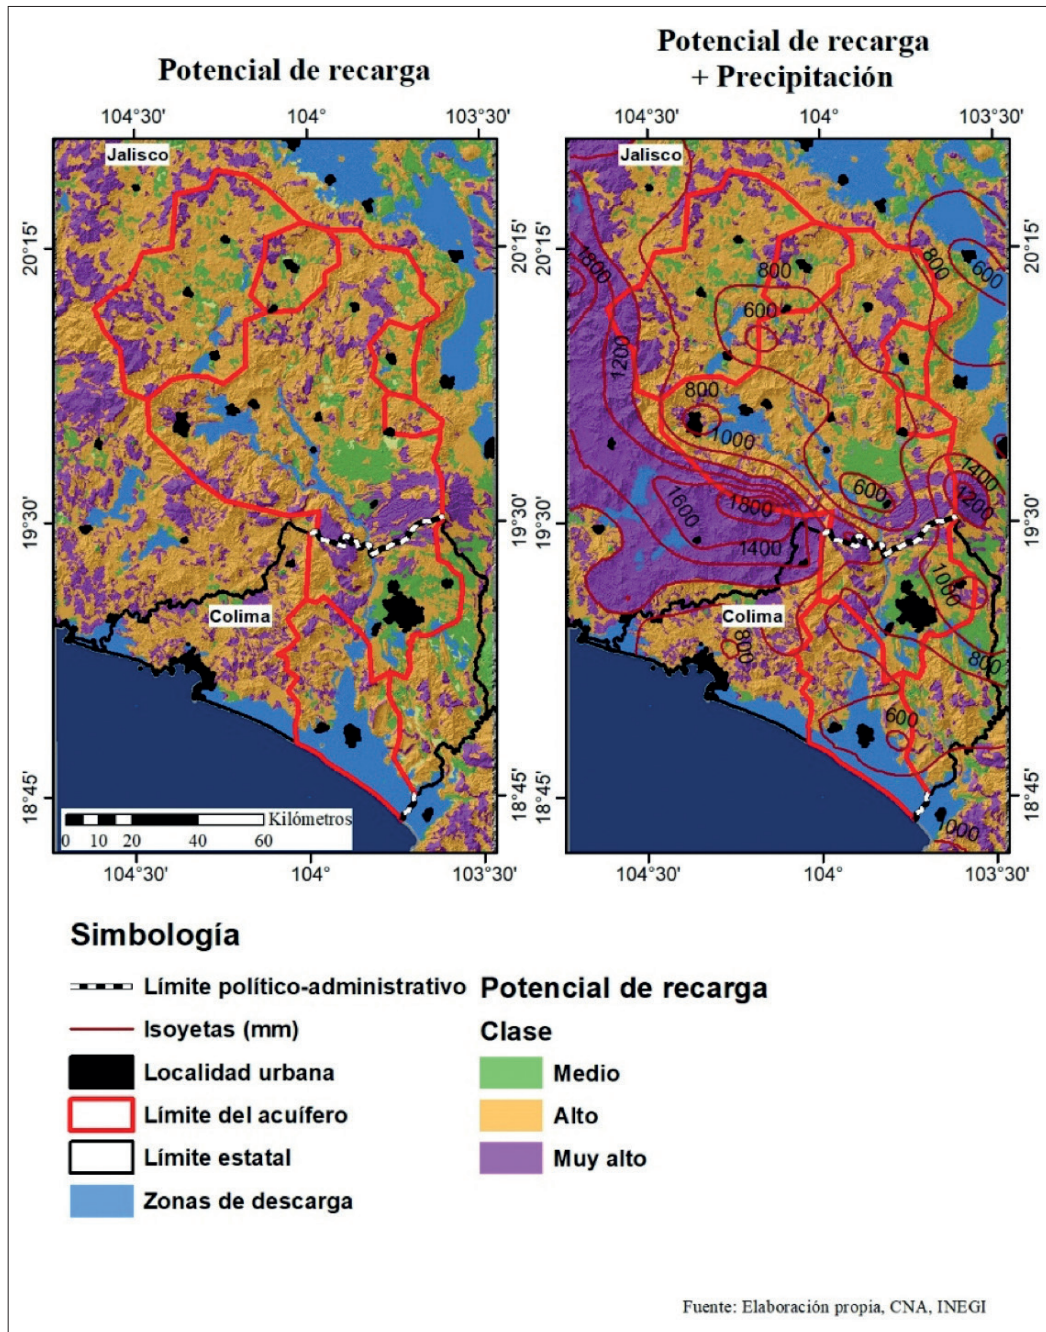 Potencial de recarga
Potencial de recarga
+ Precipitación
104°30'
104°
103°30'
104°30'
104°
103°30'
Jalisco
Colima
20°15'
19°30'
18°45'
Kilómetros
0 10 20 40 60
104°30'
104°
103°30'
20°15'
19°30'
18°45'
Jalisco
Colima
1800
1200
800
600
800
600
800
1000
1600
1800
1400
600
1400
1200
1000
800
800
600
1000
20°15'
19°30'
18°45'
104°30'
104°
103°30'
Simbología
Límite político-administrativo
Isoyetas (mm)
Localidad urbana
Límite del acuífero
Límite estatal
Zonas de descarga
Potencial de recarga
Clase
Medio
Alto
Muy alto
Fuente: Elaboración propia, CNA, INEGI